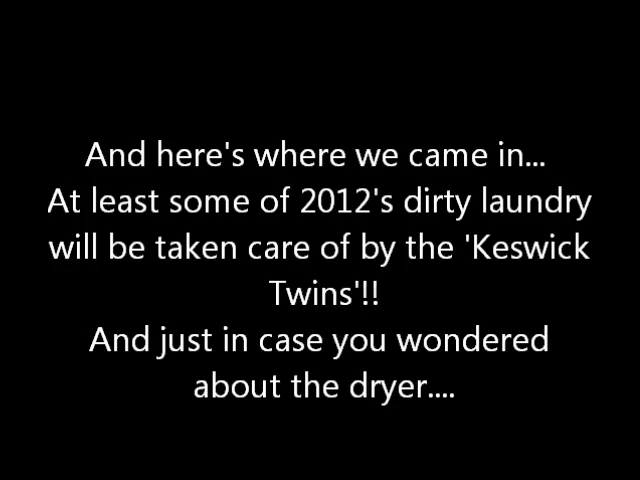 And here's where we came in...
At least some of 2012's dirty laundry
will be taken care of by the 'Keswick
Twins'!!
And just in case you wondered
about the dryer....